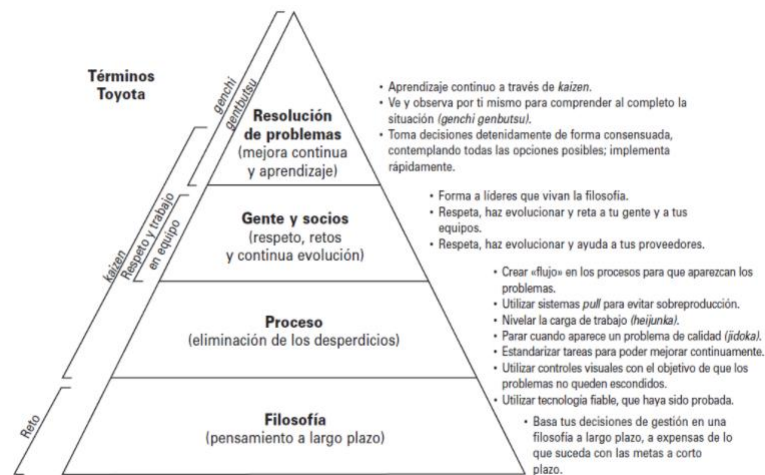 Términos
Toyota
genchi
gentbutsu
Resolución
de problemas
(mejora continua
y aprendizaje)
• Aprendizaje continuo a través de kaizen.
• Ve y observa por ti mismo para comprender al completo la
situación (genchi genbutsu).
• Toma decisiones detenidamente de forma consensuada,
contemplando todas las opciones posibles; implementa
rápidamente.
kaizen
Respeto y trabajo
en equipo
Gente y socios
(respeto, retos
y continua evolución)
• Forma a líderes que vivan la filosofía.
• Respeta, haz evolucionar y reta a tu gente y a tus
equipos.
• Respeta, haz evolucionar y ayuda a tus proveedores.
Proceso
(eliminación de los desperdicios)
• Crear «flujo» en los procesos para que aparezcan los
problemas.
• Utilizar sistemas pull para evitar sobreproducción.
• Nivelar la carga de trabajo (heijunka).
• Parar cuando aparece un problema de calidad (jidoka).
• Estandarizar tareas para poder mejorar continuamente.
• Utilizar controles visuales con el objetivo de que los
problemas no queden escondidos.
• Utilizar tecnología fiable, que haya sido probada.
Reto
Filosofía
(pensamiento a largo plazo)
• Basa tus decisiones de gestión en una
filosofía a largo plazo, a expensas de lo
que suceda con las metas a corto
plazo.